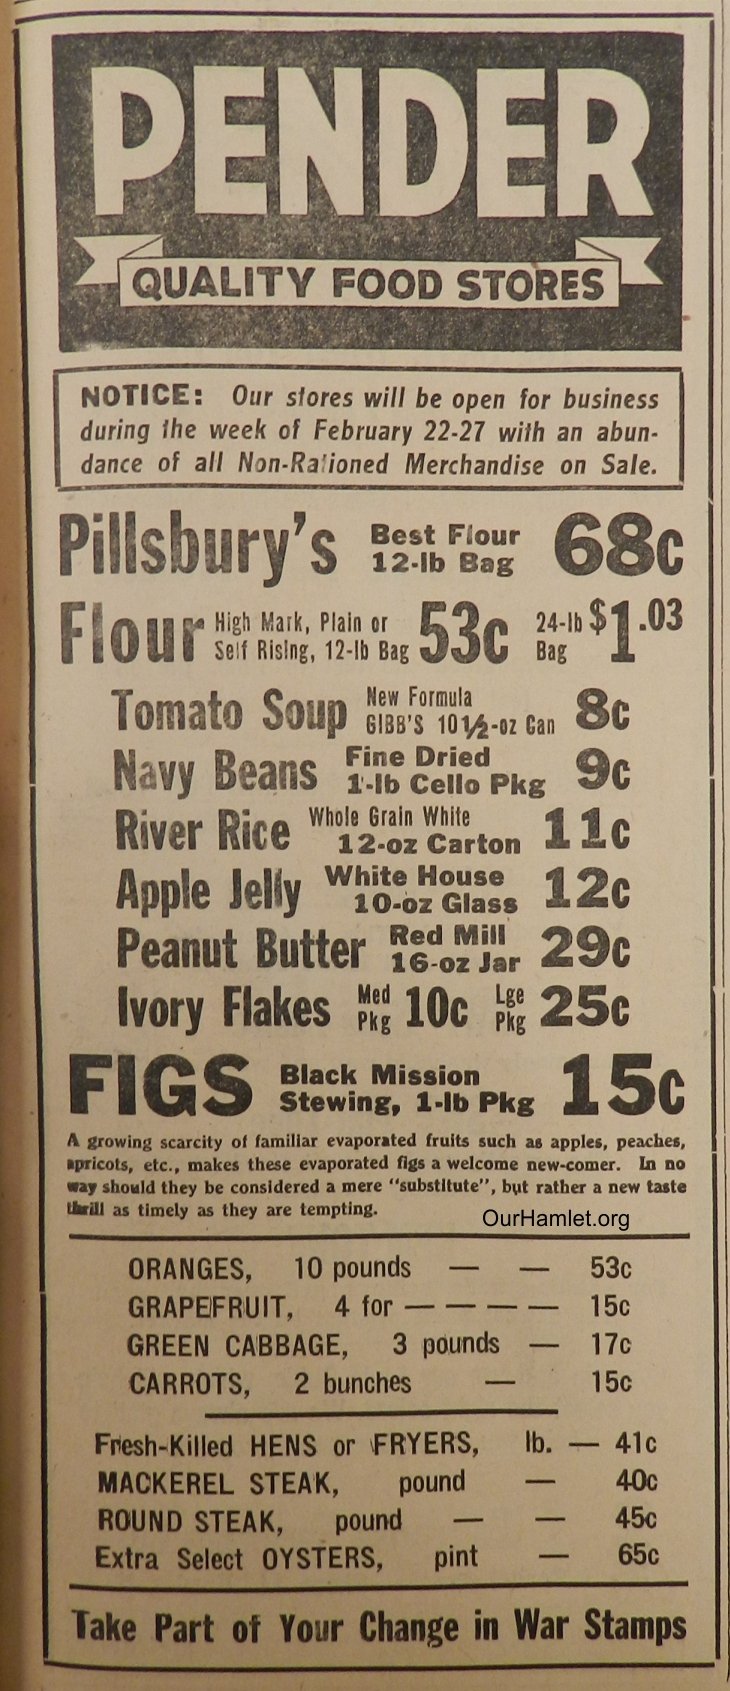 PENDER
QUALITY FOOD STORES
NOTICE: Our stores will be open for business
during the week of February 22-27 with an abun-
dance of all Non-Rationed Merchandise on Sale.
Pillsbury's Best Flour 12-lb Bag 68c
Flour High Mark, Plain or Self Rising, 12-lb Bag 53c 24-lb Bag $1.03
Tomato Soup New Formula GIBB'S 10½-oz Can 8c
Navy Beans Fine Dried 1-lb Cello Pkg 9c
River Rice Whole Grain White 12-oz Carton 11c
Apple Jelly White House 10-oz Glass 12c
Peanut Butter Red Mill 16-oz Jar 29c
Ivory Flakes Med Pkg 10c Lge Pkg 25c
FIGS Black Mission Stewing, 1-lb Pkg 15c
A growing scarcity of familiar evaporated fruits such as apples, peaches,
apricots, etc., makes these evaporated figs a welcome new-comer. In no
way should they be considered a mere "substitute", but rather a new taste
thrill as timely as they are tempting.
OurHamlet.org
ORANGES, 10 pounds — — 53c
GRAPEFRUIT, 4 for — — — — 15c
GREEN CABBAGE, 3 pounds — 17c
CARROTS, 2 bunches — 15c
Fresh-Killed HENS or FRYERS, lb. — 41c
MACKEREL STEAK, pound — 40c
ROUND STEAK, pound — — 45c
Extra Select OYSTERS, pint — 65c
Take Part of Your Change in War Stamps